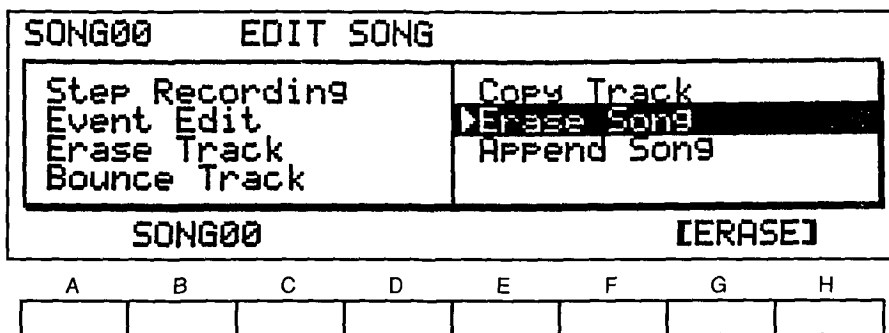 SONG00 EDIT SONG
Step Recording
Event Edit
Erase Track
Bounce Track
Copy Track
Erase Song
Append Song
SONG00 [ERASE]
A B C D E F G H